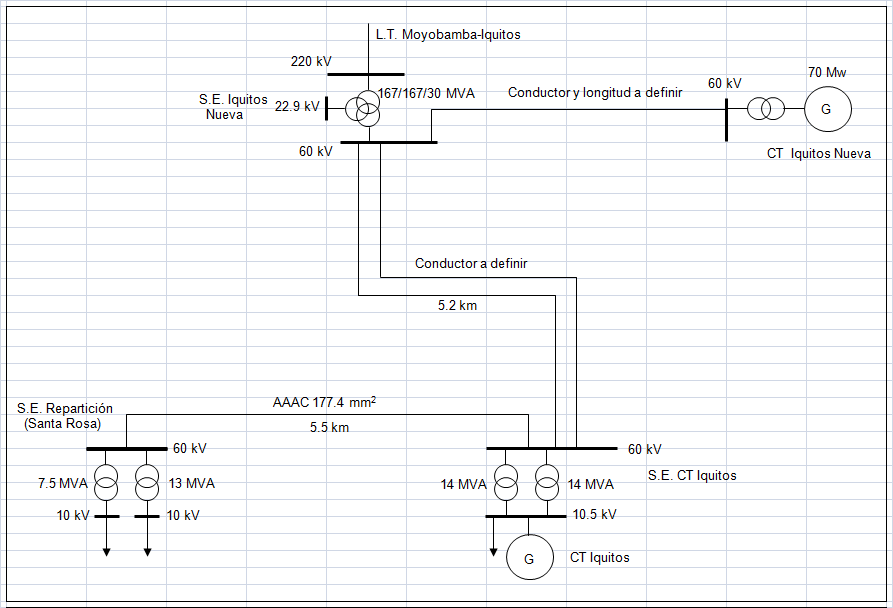 L.T. Moyobamba-Iquitos
220 kV
167/167/30 MVA
S.E. Iquitos
Nueva
22.9 kV
60 kV
Conductor y longitud a definir
60 kV
70 Mw
G
CT Iquitos Nueva
Conductor a definir
5.2 km
S.E. Repartición
(Santa Rosa)
AAAC 177.4 mm²
5.5 km
60 kV
60 kV
7.5 MVA
13 MVA
14 MVA
14 MVA
S.E. CT Iquitos
10 kV
10 kV
10.5 kV
G
CT Iquitos